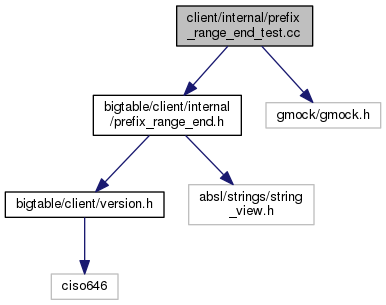 client/internal/prefix
_range_end_test.cc
bigtable/client/internal
/prefix_range_end.h
gmock/gmock.h
bigtable/client/version.h
absl/strings/string
_view.h
ciso646